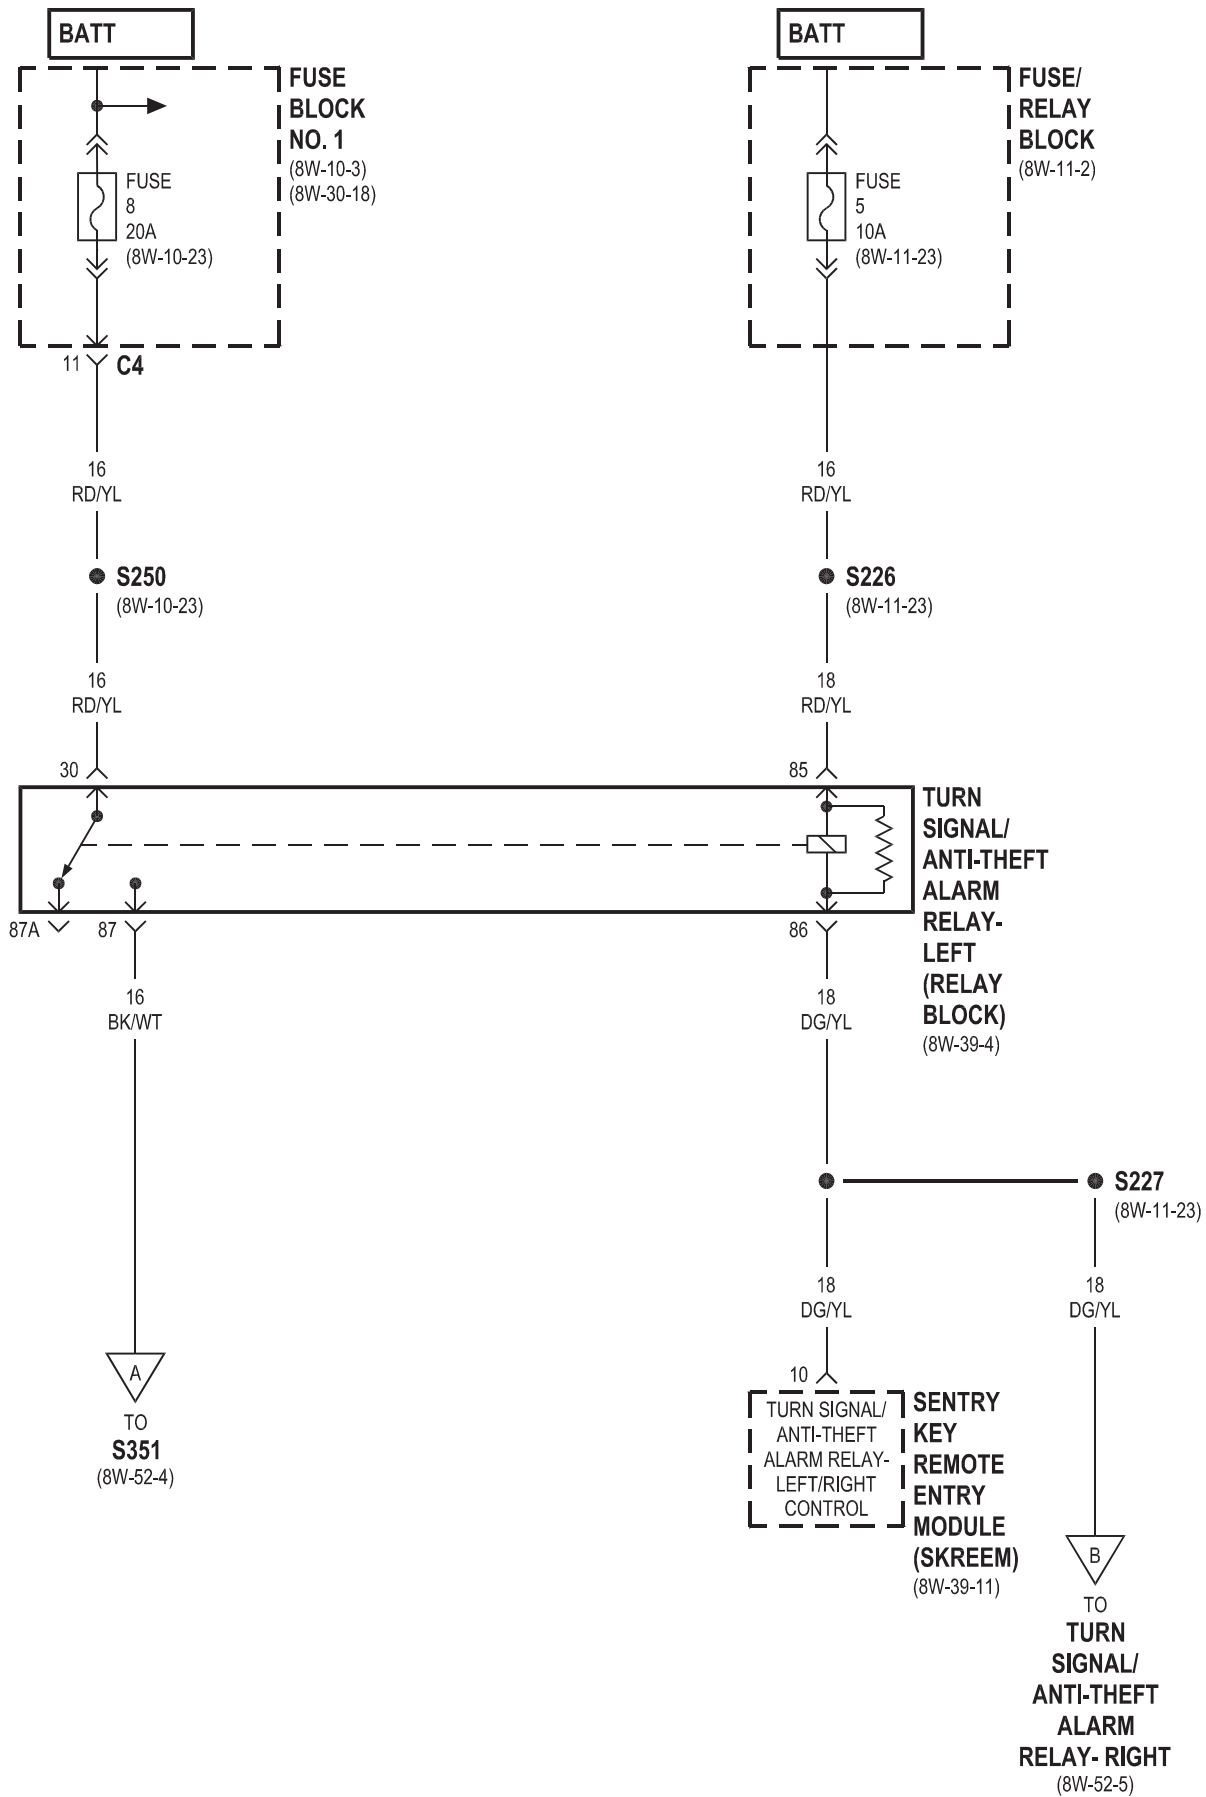 BATT
FUSE
BLOCK
NO. 1
(8W-10-3)
(8W-30-18)
FUSE
8
20A
(8W-10-23)
11
C4
16
RD/YL
S250
(8W-10-23)
16
RD/YL
30
BATT
FUSE/
RELAY
BLOCK
(8W-11-2)
FUSE
5
10A
(8W-11-23)
16
RD/YL
S226
(8W-11-23)
18
RD/YL
85
TURN
SIGNAL/
ANTI-THEFT
ALARM
RELAY-
LEFT
(RELAY
BLOCK)
(8W-39-4)
87A
87
86
16
BK/WT
A
TO
S351
(8W-52-4)
18
DG/YL
S227
(8W-11-23)
18
DG/YL
18
DG/YL
10
TURN SIGNAL/
ANTI-THEFT
ALARM RELAY-
LEFT/RIGHT
CONTROL
SENTRY
KEY
REMOTE
ENTRY
MODULE
(SKREEM)
(8W-39-11)
B
TO
TURN
SIGNAL/
ANTI-THEFT
ALARM
RELAY- RIGHT
(8W-52-5)